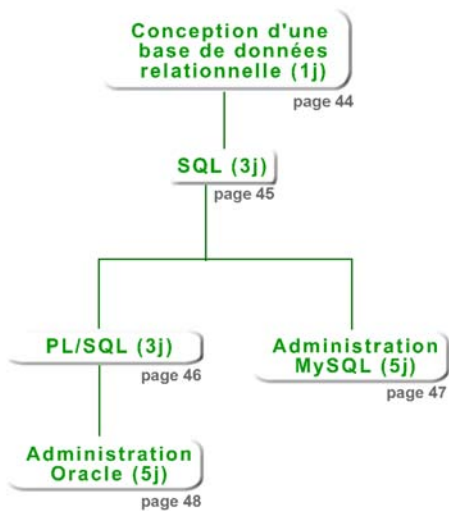 Conception d'une
base de données
relationnelle (1j)
page 44
SQL (3j)
page 45
PL/SQL (3j)
page 46
Administration
MySQL (5j)
page 47
Administration
Oracle (5j)
page 48